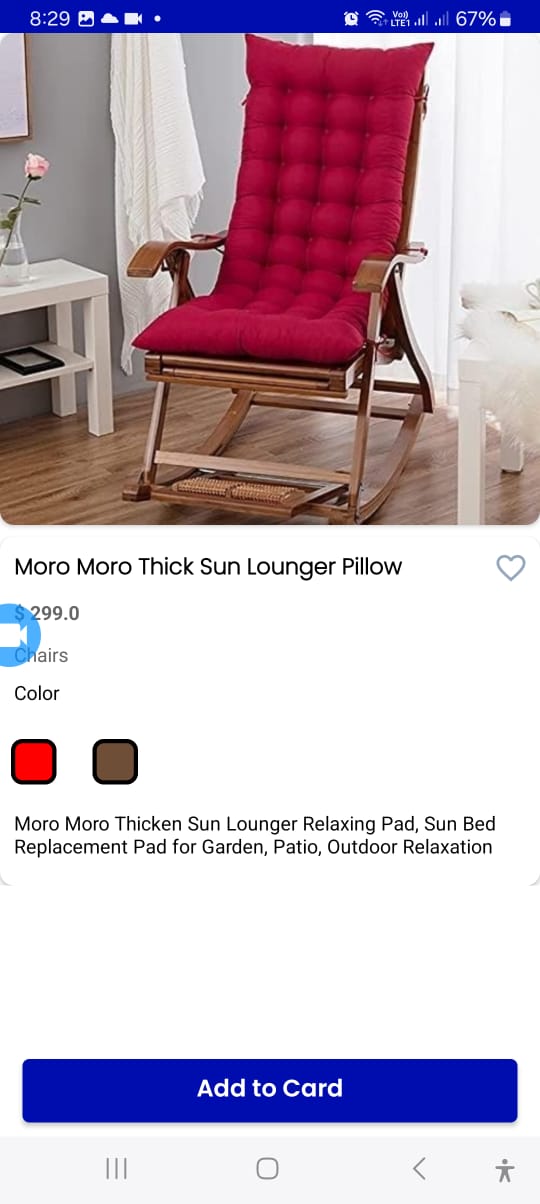 8:29
Vo)) LTE1 67%
Moro Moro Thick Sun Lounger Pillow
$ 299.0
Chairs
Color
Moro Moro Thicken Sun Lounger Relaxing Pad, Sun Bed
Replacement Pad for Garden, Patio, Outdoor Relaxation
Add to Card